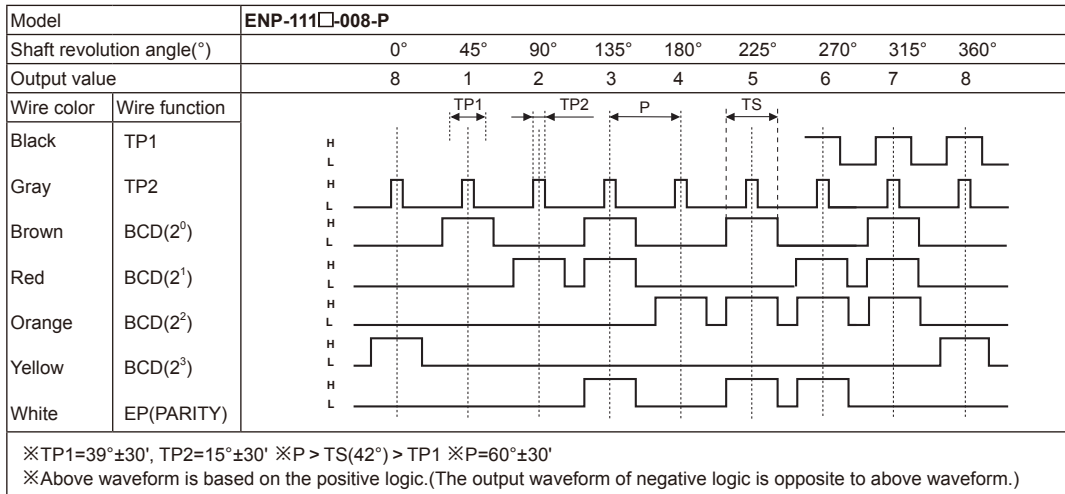 Model ENP-111□-008-P
Shaft revolution angle(°) 0° 45° 90° 135° 180° 225° 270° 315° 360°
Output value 8 1 2 3 4 5 6 7 8
Wire color Wire function TP1 TP2 P TS
Black TP1 H L
Gray TP2 H L
Brown BCD(2⁰) H L
Red BCD(2¹) H L
Orange BCD(2²) H L
Yellow BCD(2³) H L
White EP(PARITY) H L
※TP1=39°±30', TP2=15°±30' ※P > TS(42°) > TP1 ※P=60°±30'
※Above waveform is based on the positive logic.(The output waveform of negative logic is opposite to above waveform.)